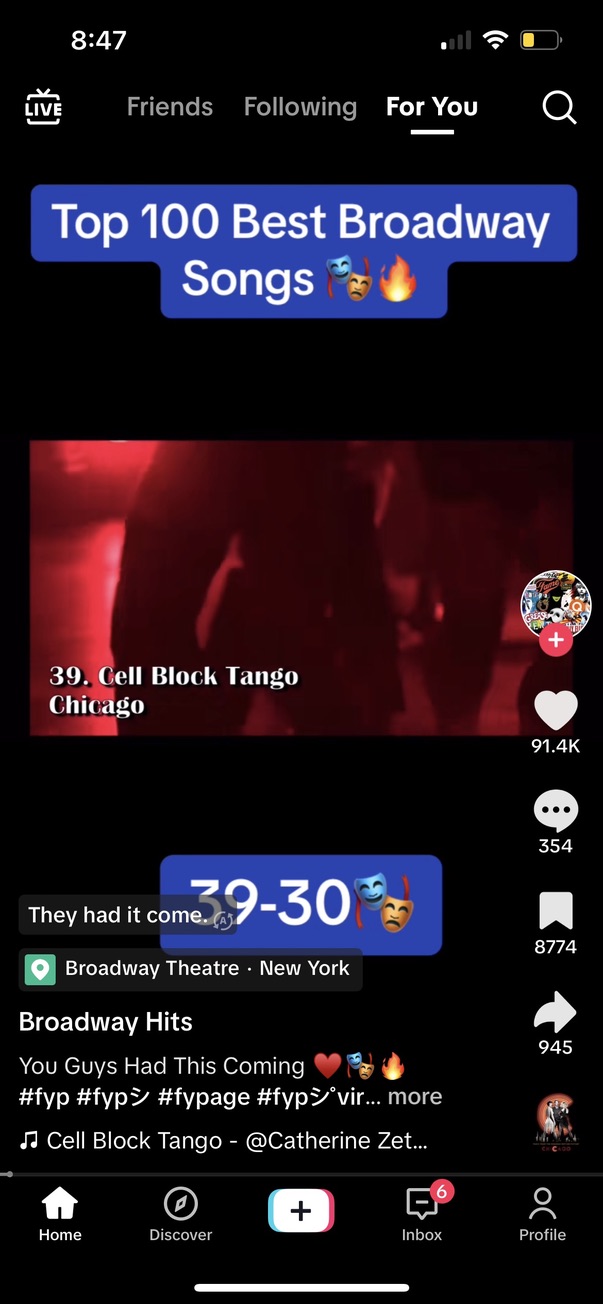 8:47
LIVE
Friends Following For You
Top 100 Best Broadway
Songs 🎭🔥
39. Cell Block Tango
Chicago
91.4K
354
39-30🎭
They had it come.
8774
Broadway Theatre · New York
Broadway Hits
945
You Guys Had This Coming ♥️🎭🔥
#fyp #fypシ #fypage #fypシ゚vir... more
Cell Block Tango - @Catherine Zet...
CHICAGO
6
Home Discover Inbox Profile